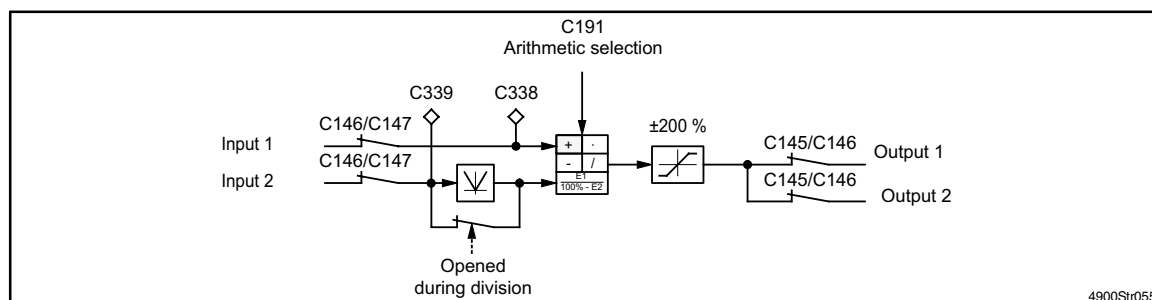 C191
Arithmetic selection
C339
C338
C146/C147
±200 %
C145/C146
Input 1
+ ·
Output 1
C146/C147
- /
C145/C146
Input 2
E1
100% - E2
Output 2
Opened
during division
4900Str055